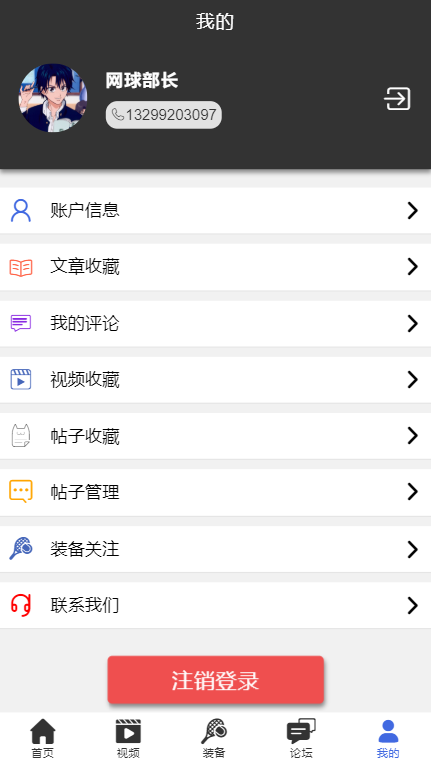 我的
网球部长
13299203097
账户信息
文章收藏
我的评论
视频收藏
帖子收藏
帖子管理
装备关注
联系我们
注销登录
首页 视频 装备 论坛 我的